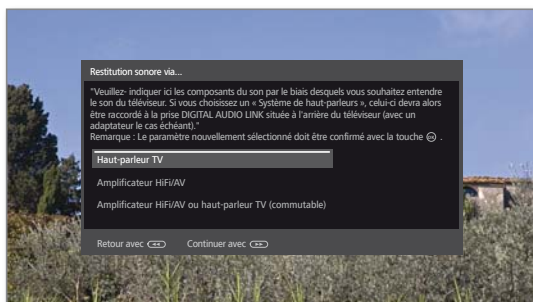 Restitution sonore via...
"Veuillez- indiquer ici les composants du son par le biais desquels vous souhaitez entendre
le son du téléviseur. Si vous choisissez un « Système de haut-parleurs », celui-ci devra alors
être raccordé à la prise DIGITAL AUDIO LINK située à l'arrière du téléviseur (avec un
adaptateur le cas échéant)."
Remarque : Le paramètre nouvellement sélectionné doit être confirmé avec la touche OK .
Haut-parleur TV
Amplificateur HiFi/AV
Amplificateur HiFi/AV ou haut-parleur TV (commutable)
Retour avec Continuer avec